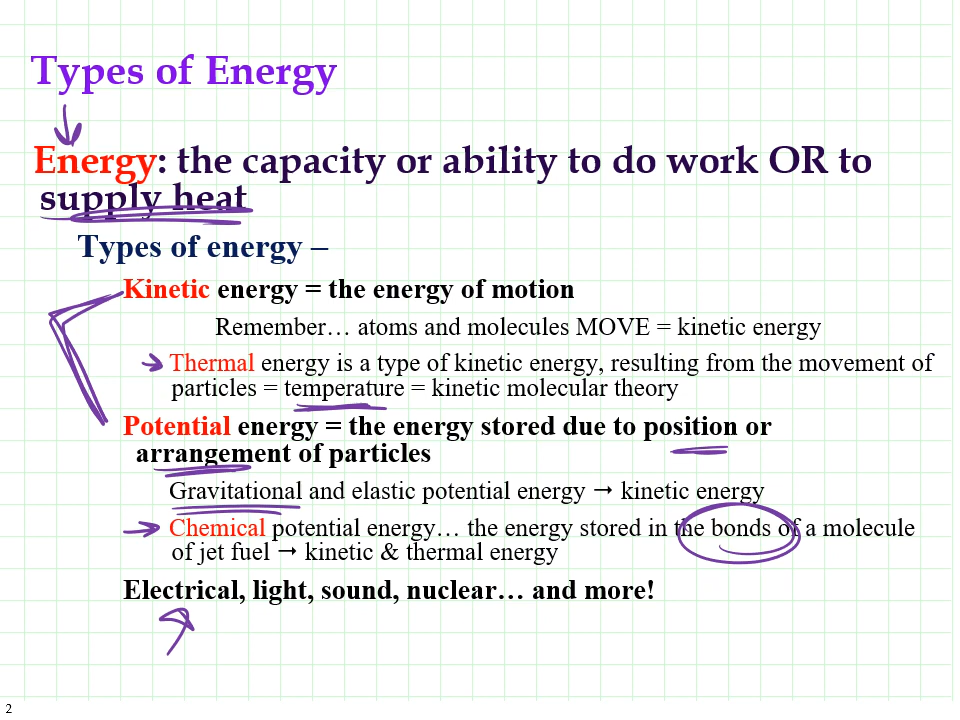 Types of Energy
Energy: the capacity or ability to do work OR to
supply heat
Types of energy –
Kinetic energy = the energy of motion
Remember… atoms and molecules MOVE = kinetic energy
Thermal energy is a type of kinetic energy, resulting from the movement of
particles = temperature = kinetic molecular theory
Potential energy = the energy stored due to position or
arrangement of particles
Gravitational and elastic potential energy → kinetic energy
Chemical potential energy… the energy stored in the bonds of a molecule
of jet fuel → kinetic & thermal energy
Electrical, light, sound, nuclear… and more!
2